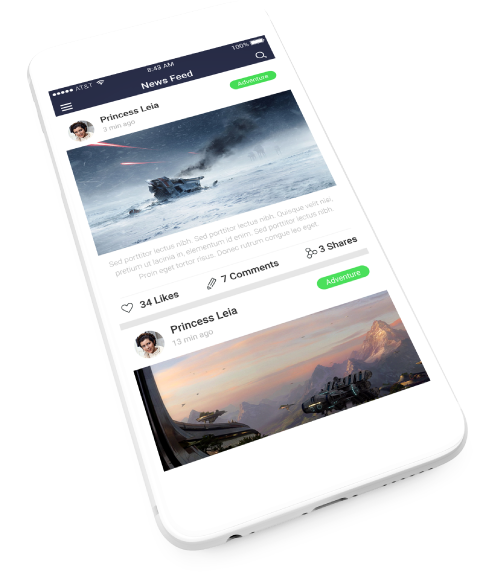 AT&T
8:43 AM
100%
News Feed
Princess Leia
3 min ago
Adventure
Sed porttitor lectus nibh. Sed porttitor lectus nibh. Quinque velit nisi,
pretium ut lacinia in, elementum id enim. Sed porttitor lectus nibh.
Proin eget tortor risus. Donec rutrum congue leo eget.
34 Likes
7 Comments
3 Shares
Princess Leia
13 min ago
Adventure